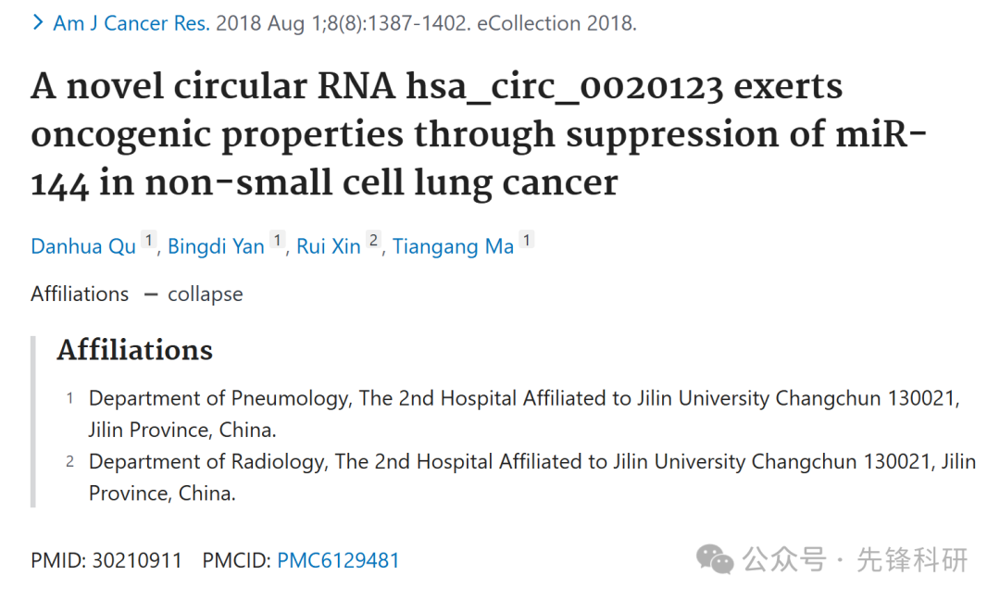 > Am J Cancer Res. 2018 Aug 1;8(8):1387-1402. eCollection 2018.
A novel circular RNA hsa_circ_0020123 exerts
oncogenic properties through suppression of miR-
144 in non-small cell lung cancer
Danhua Qu 1, Bingdi Yan 1, Rui Xin 2, Tiangang Ma 1
Affiliations — collapse
Affiliations
1 Department of Pneumology, The 2nd Hospital Affiliated to Jilin University Changchun 130021,
Jilin Province, China.
2 Department of Radiology, The 2nd Hospital Affiliated to Jilin University Changchun 130021, Jilin
Province, China.
PMID: 30210911 PMCID: PMC6129481
公众号 · 先锋科研